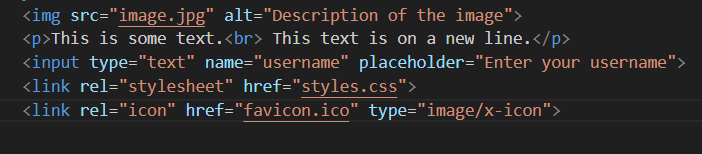 <img src="image.jpg" alt="Description of the image">
<p>This is some text.<br> This text is on a new line.</p>
<input type="text" name="username" placeholder="Enter your username">
<link rel="stylesheet" href="styles.css">
<link rel="icon" href="favicon.ico" type="image/x-icon">